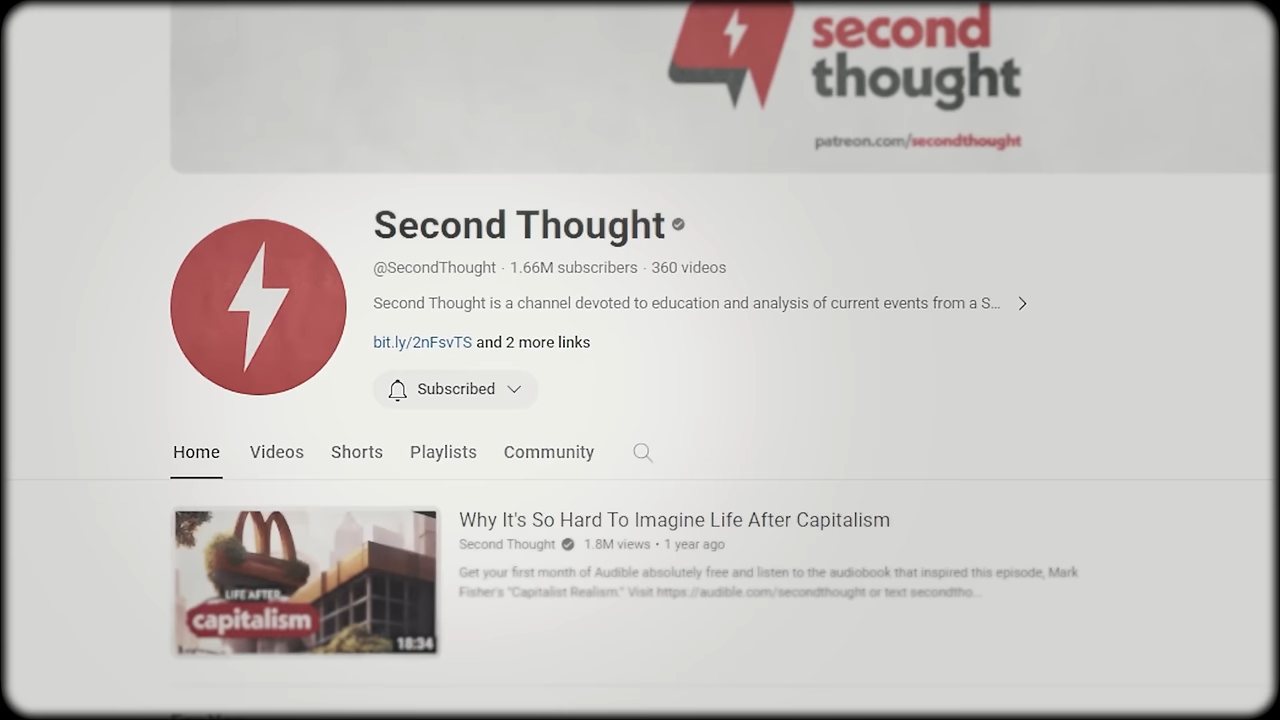 second
thought
patreon.com/secondthought
Second Thought
@SecondThought · 1.66M subscribers · 360 videos
Second Thought is a channel devoted to education and analysis of current events from a S...
bit.ly/2nFsvTS and 2 more links
Subscribed
Home Videos Shorts Playlists Community
Why It's So Hard To Imagine Life After Capitalism
Second Thought 1.8M views • 1 year ago
Get your first month of Audible absolutely free and listen to the audiobook that inspired this episode, Mark
Fisher's "Capitalist Realism." Visit https://audible.com/secondthought or text secondtho...
LIFE AFTER...
capitalism
18:34